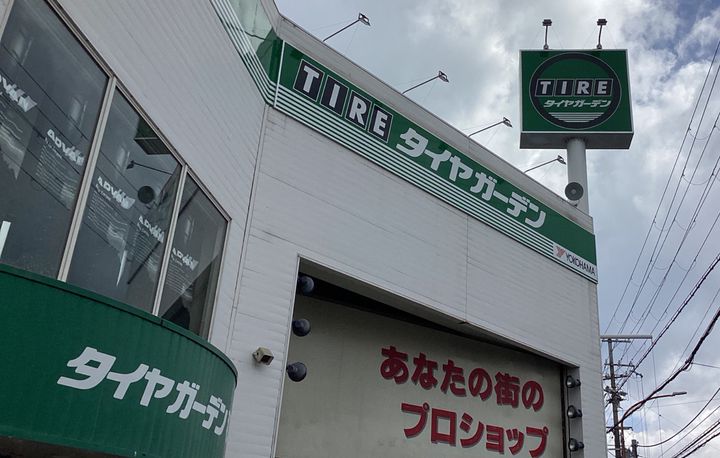 TIRE
タイヤガーデン
TIRE タイヤガーデン
YOKOHAMA
ADVAN
ADVAN
ADVAN
タイヤガーデン
あなたの街の
プロショップ